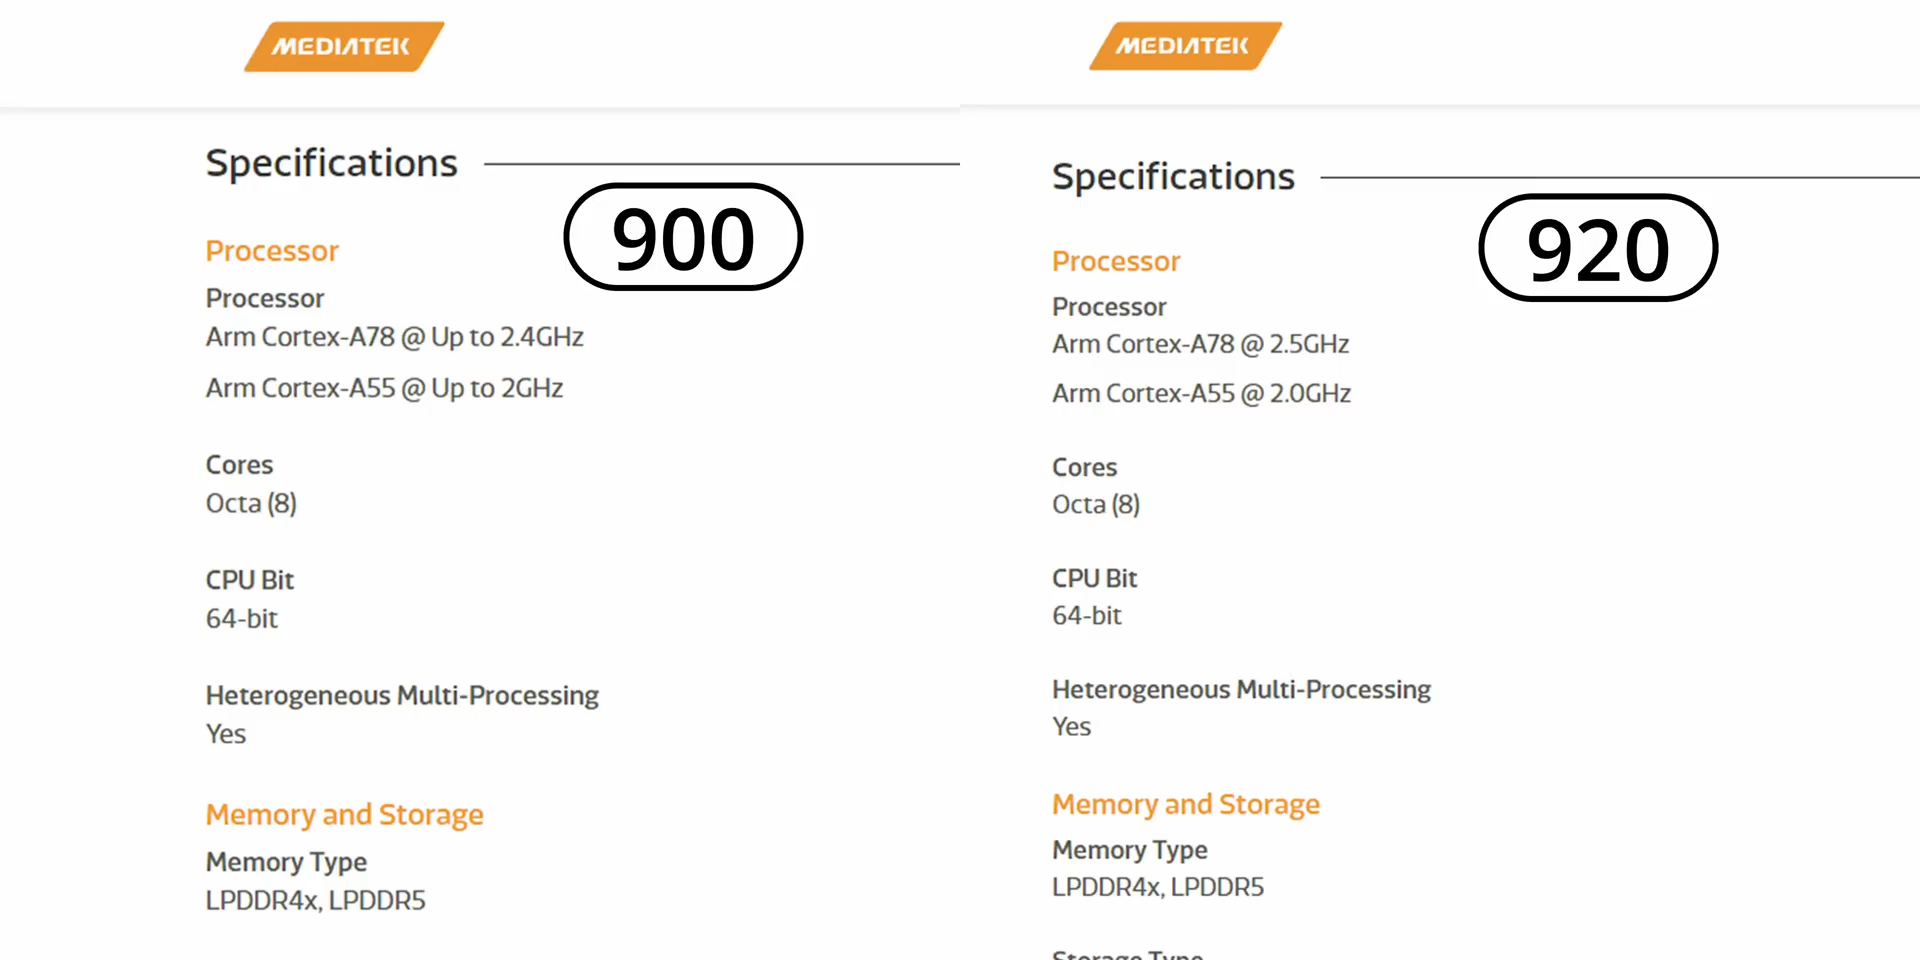 MEDIATEK
Specifications
900
Processor
Processor
Arm Cortex-A78 @ Up to 2.4GHz
Arm Cortex-A55 @ Up to 2GHz
Cores
Octa (8)
CPU Bit
64-bit
Heterogeneous Multi-Processing
Yes
Memory and Storage
Memory Type
LPDDR4x, LPDDR5
MEDIATEK
Specifications
920
Processor
Processor
Arm Cortex-A78 @ 2.5GHz
Arm Cortex-A55 @ 2.0GHz
Cores
Octa (8)
CPU Bit
64-bit
Heterogeneous Multi-Processing
Yes
Memory and Storage
Memory Type
LPDDR4x, LPDDR5
Storage Type